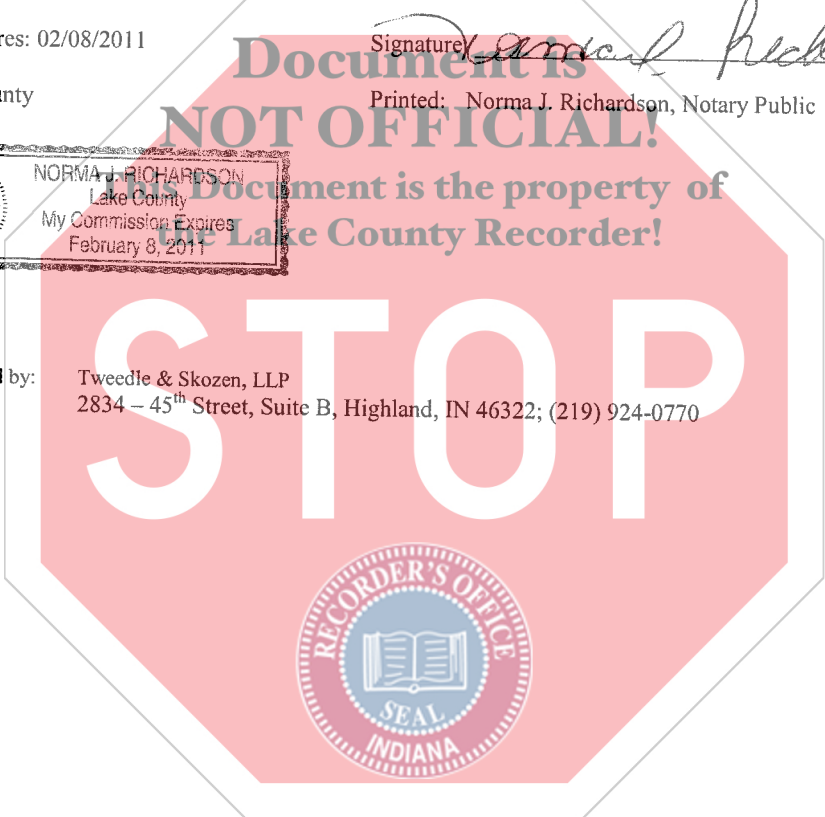 res: 02/08/2011
Signature
nty
Printed: Norma J. Richardson, Notary Public
Document is
NOT OFFICIAL!
This Document is the property of
the Lake County Recorder!
NORMA J. RICHARDSON
Lake County
My Commission Expires
February 8, 2011
STOP
by: Tweedle & Skozen, LLP
2834 – 45th Street, Suite B, Highland, IN 46322; (219) 924-0770
RECORDER'S OFFICE
SEAL
INDIANA